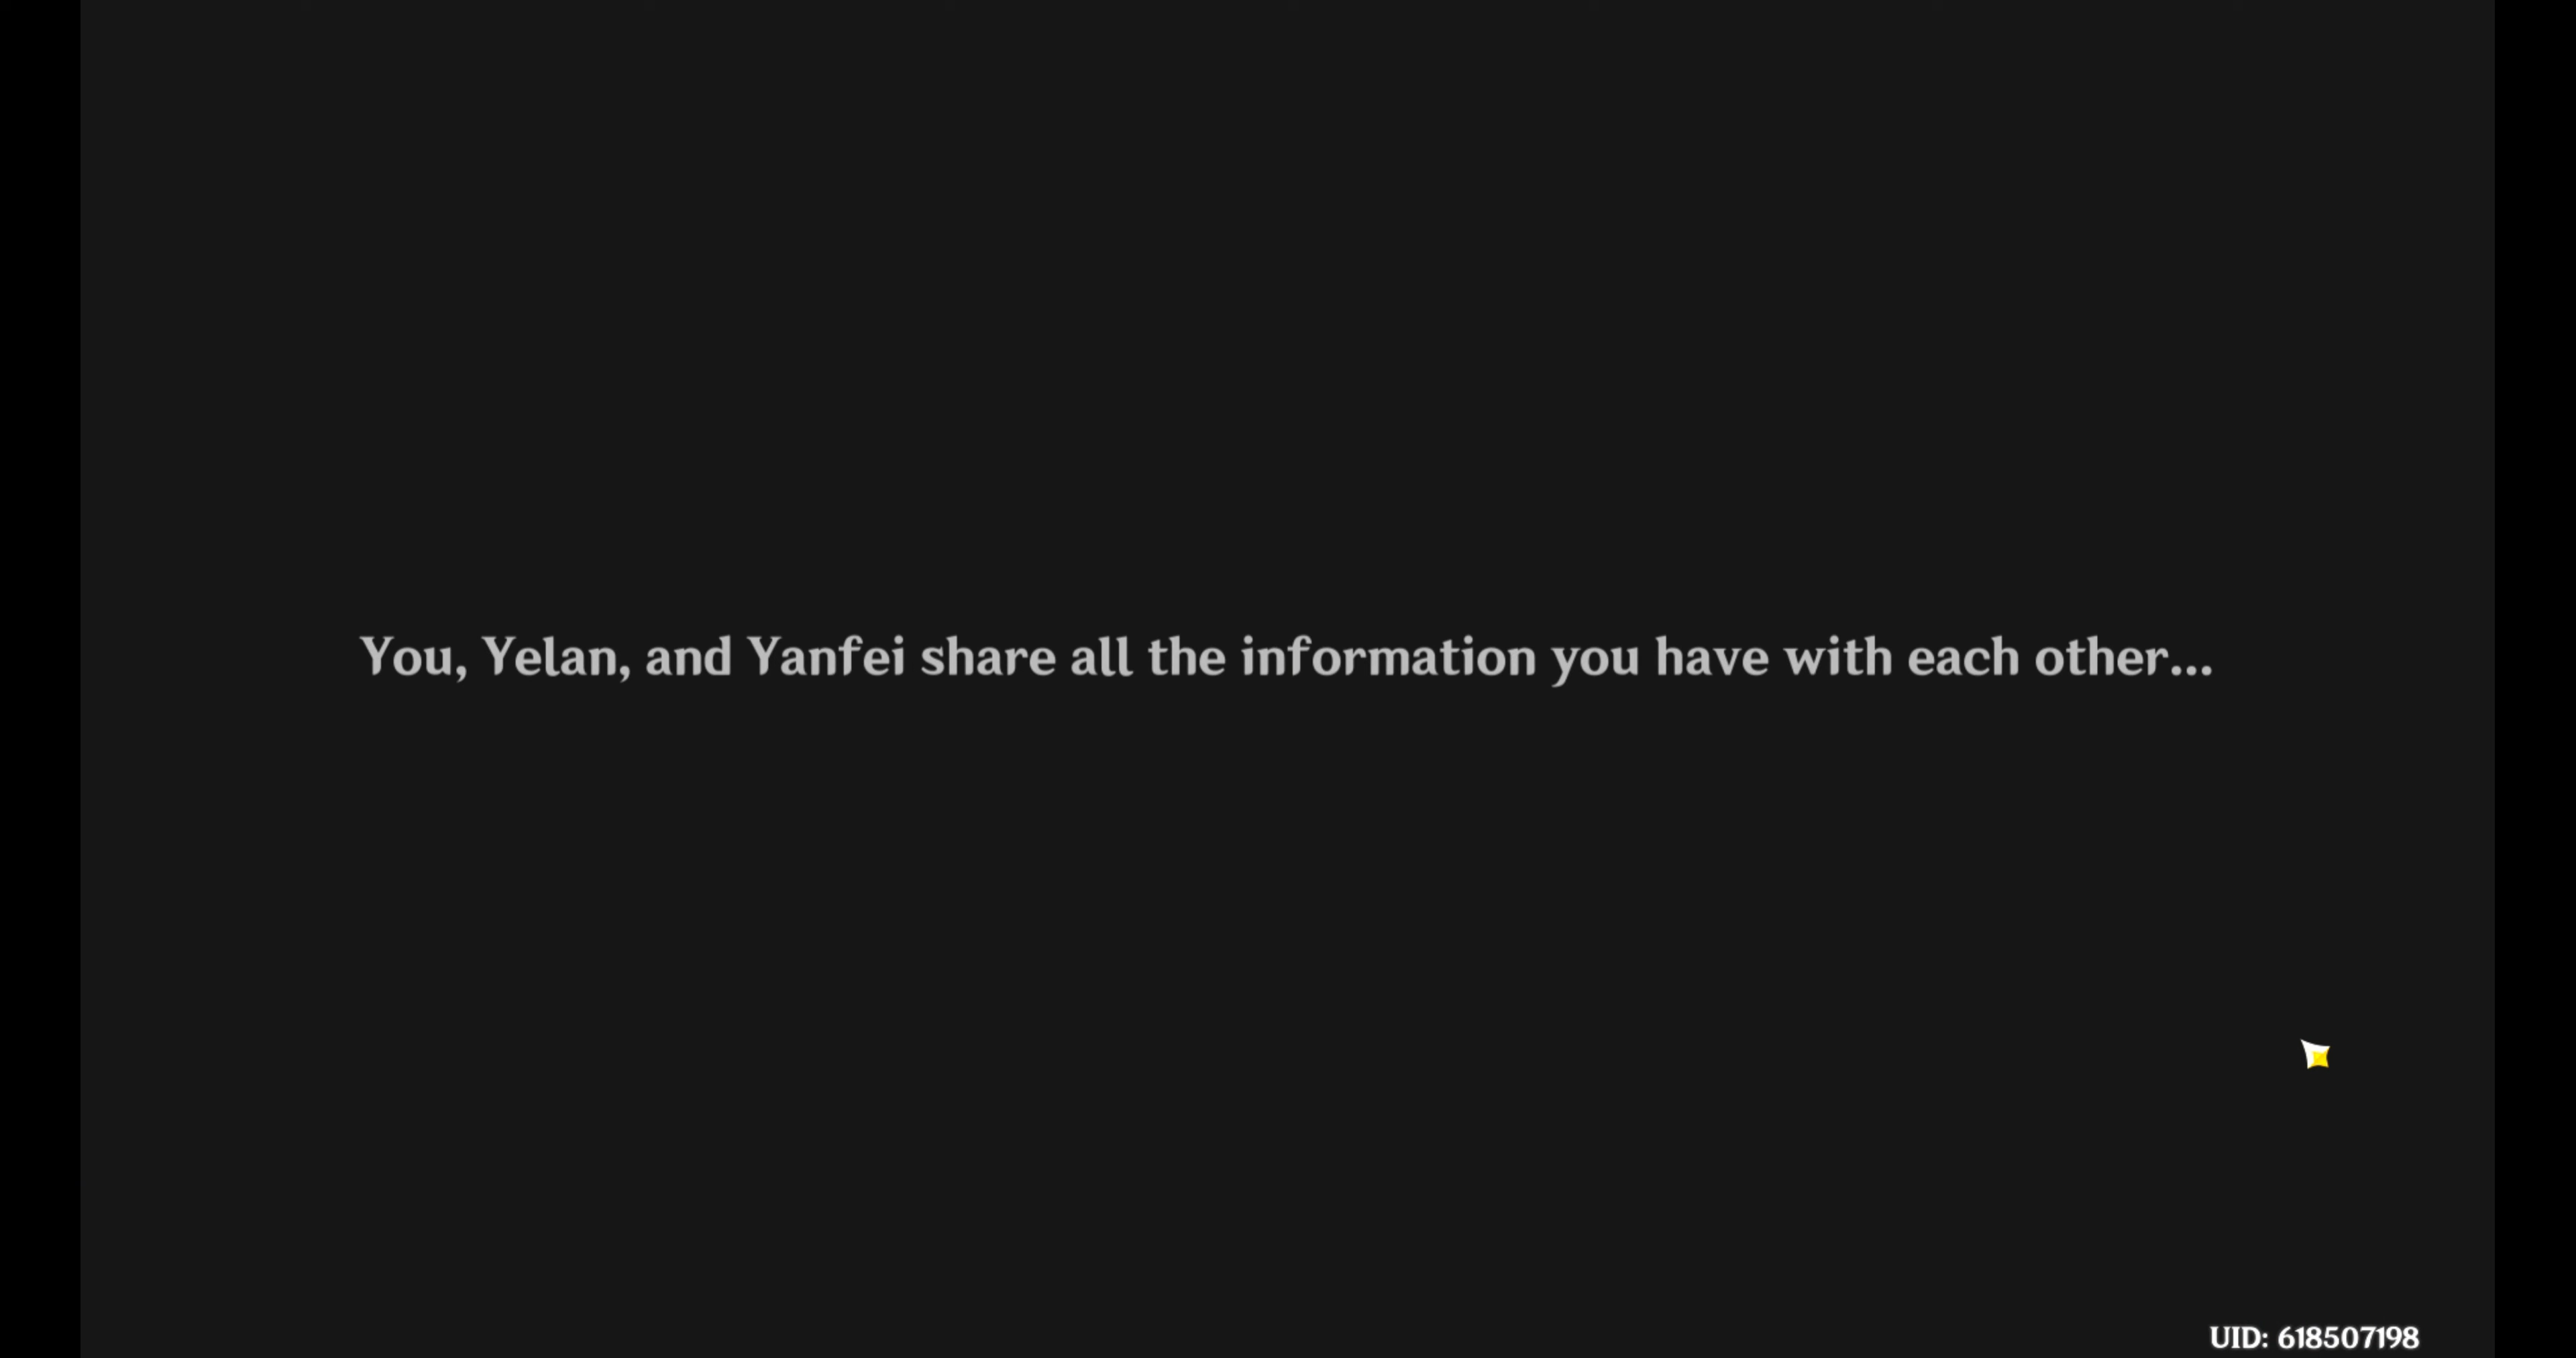 You, Yelan, and Yanfei share all the information you have with each other...
UID: 618507198